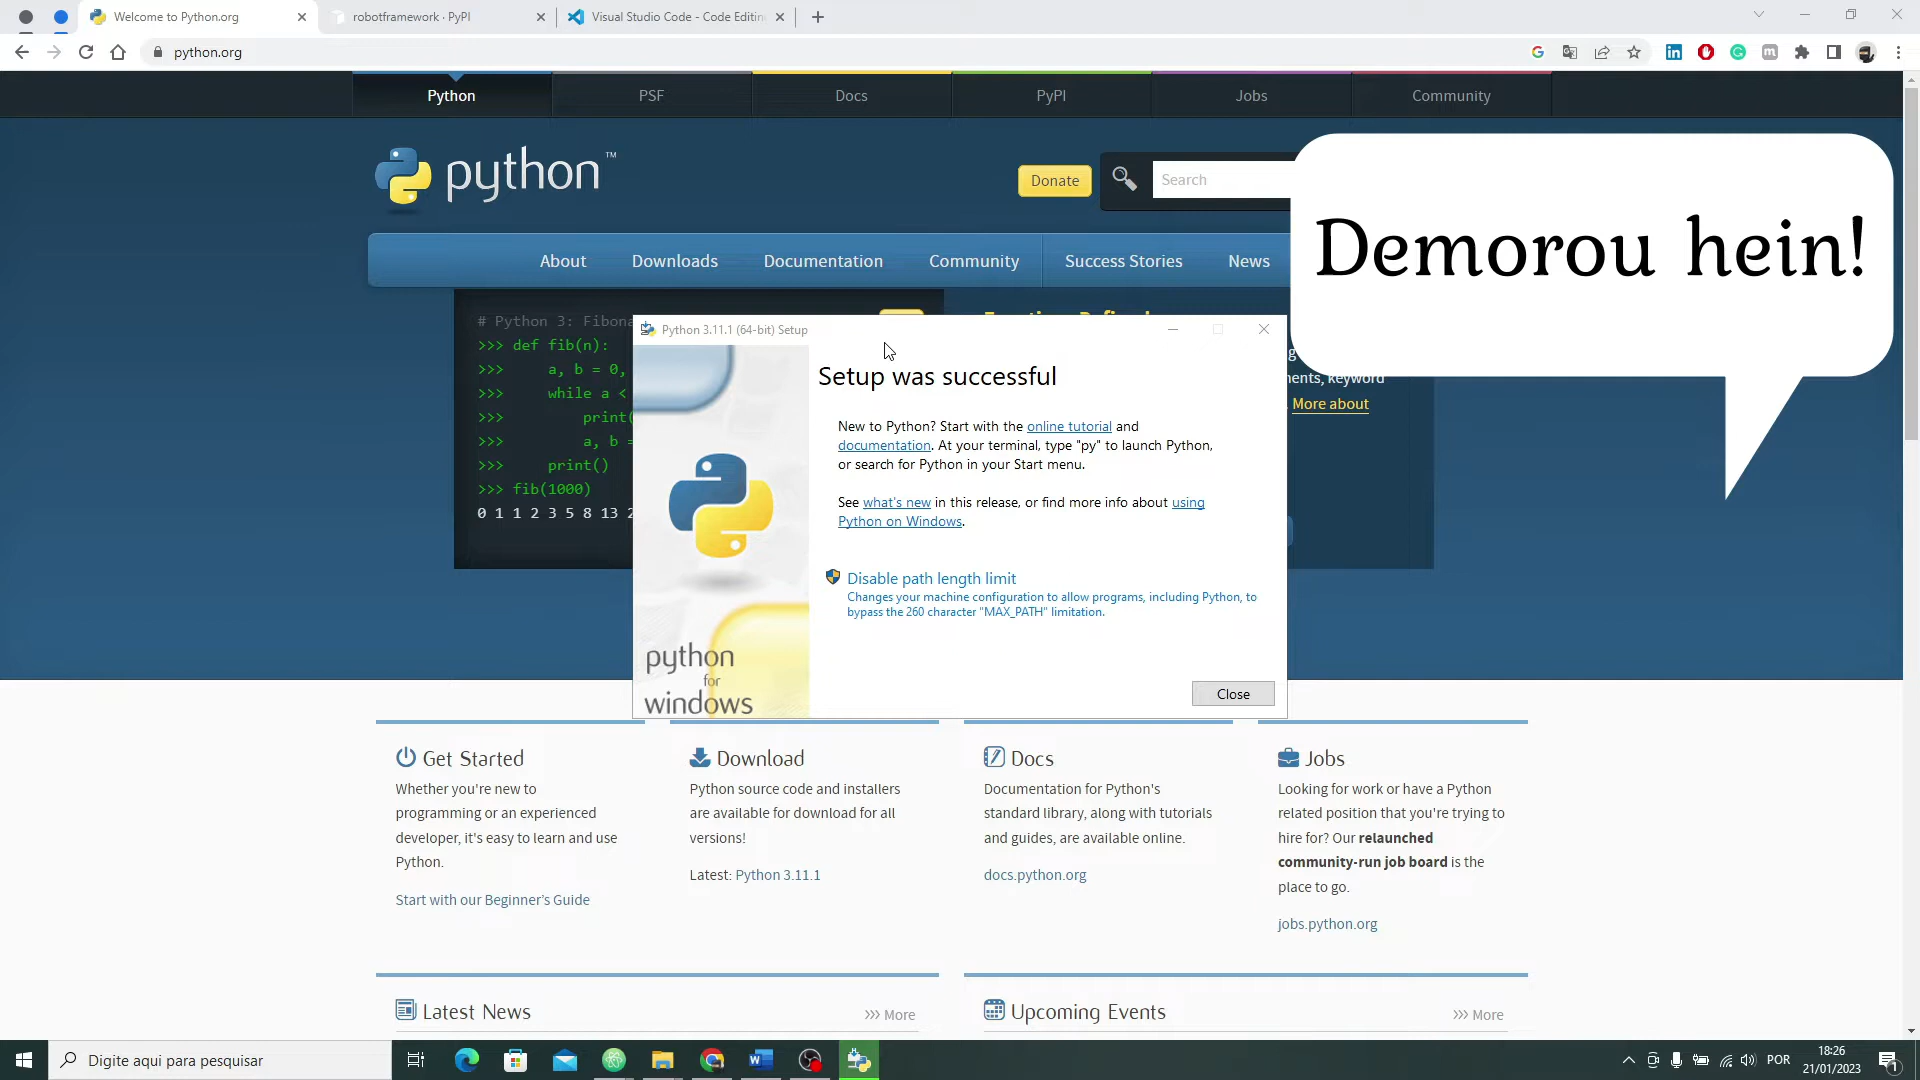 Welcome to Python.org
robotframework · PyPI
Visual Studio Code - Code Editin
python.org
Python
PSF
Docs
PyPI
Jobs
Community
python™
Donate
Search
Demorou hein!
About
Downloads
Documentation
Community
Success Stories
News
# Python 3: Fibona
>>> def fib(n):
>>>     a, b = 0,
>>>     while a <
>>>         print(
>>>         a, b =
>>>     print()
>>> fib(1000)
0 1 1 2 3 5 8 13 2
ments, keyword
More about
Python 3.11.1 (64-bit) Setup
Setup was successful
New to Python? Start with the online tutorial and
documentation. At your terminal, type "py" to launch Python,
or search for Python in your Start menu.
See what's new in this release, or find more info about using
Python on Windows.
Disable path length limit
Changes your machine configuration to allow programs, including Python, to
bypass the 260 character "MAX_PATH" limitation.
python
for
windows
Close
Get Started
Whether you're new to
programming or an experienced
developer, it's easy to learn and use
Python.
Start with our Beginner's Guide
Download
Python source code and installers
are available for download for all
versions!
Latest: Python 3.11.1
Docs
Documentation for Python's
standard library, along with tutorials
and guides, are available online.
docs.python.org
Jobs
Looking for work or have a Python
related position that you're trying to
hire for? Our relaunched
community-run job board is the
place to go.
jobs.python.org
Latest News
>>> More
Upcoming Events
>>> More
Digite aqui para pesquisar
POR
18:26
21/01/2023
1